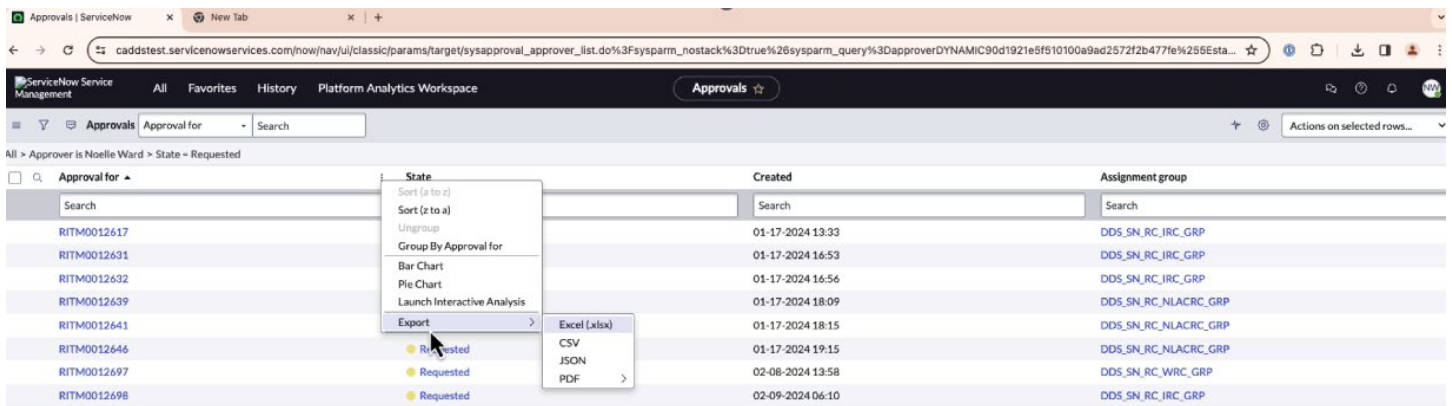 Approvals | ServiceNow × New Tab × +
caddstest.servicenowservices.com/now/nav/ui/classic/params/target/sysapproval_approver_list.do%3Fsysparm_nostack%3Dtrue%26sysparm_query%3DapproverDYNAMIC90d1921e5f510100a9ad2572f2b477fe%255Esta...
ServiceNow Service Management All Favorites History Platform Analytics Workspace Approvals NW
Approvals Approval for Search Actions on selected rows...
All > Approver is Noelle Ward > State = Requested
Approval for State Created Assignment group
Search Search Search
Sort (a to z)
Sort (z to a)
Ungroup
Group By Approval for
Bar Chart
Pie Chart
Launch Interactive Analysis
Export >
Excel (.xlsx)
CSV
JSON
PDF >
RITM0012617 01-17-2024 13:33 DDS_SN_RC_IRC_GRP
RITM0012631 01-17-2024 16:53 DDS_SN_RC_IRC_GRP
RITM0012632 01-17-2024 16:56 DDS_SN_RC_IRC_GRP
RITM0012639 01-17-2024 18:09 DDS_SN_RC_NLACRC_GRP
RITM0012641 01-17-2024 18:15 DDS_SN_RC_NLACRC_GRP
RITM0012646 Requested 01-17-2024 19:15 DDS_SN_RC_NLACRC_GRP
RITM0012697 Requested 02-08-2024 13:58 DDS_SN_RC_WRC_GRP
RITM0012698 Requested 02-09-2024 06:10 DDS_SN_RC_IRC_GRP